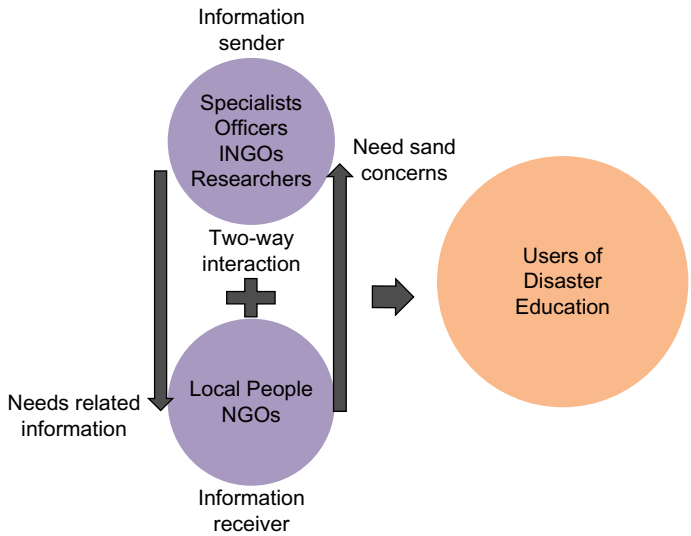 Information
sender
Specialists
Officers
INGOs
Researchers
Need sand
concerns
Two-way
interaction
Users of
Disaster
Education
Local People
NGOs
Needs related
information
Information
receiver